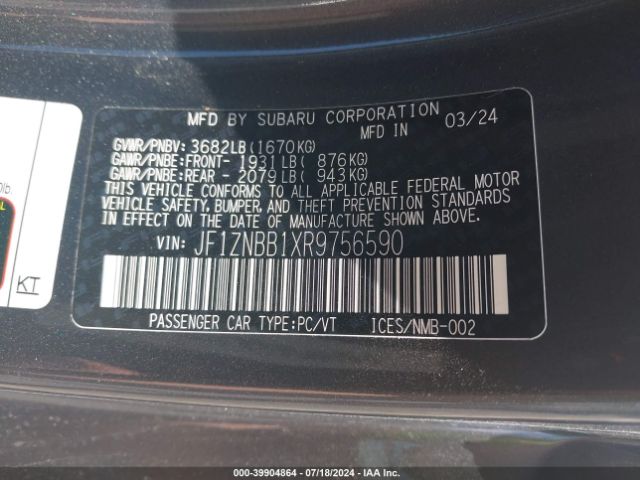 MFD BY SUBARU CORPORATION
MFD IN 03/24
GVWR/PNBV: 3682LB(1670KG)
GAWR/PNBE:FRONT- 1931LB( 876KG)
GAWR/PNBE:REAR - 2079LB( 943KG)
THIS VEHICLE CONFORMS TO ALL APPLICABLE FEDERAL MOTOR
VEHICLE SAFETY, BUMPER, AND THEFT PREVENTION STANDARDS
IN EFFECT ON THE DATE OF MANUFACTURE SHOWN ABOVE.
VIN: JF1ZNBB1XR9756590
PASSENGER CAR TYPE:PC/VT ICES/NMB-002
lb.
KT
000-39904864 | 07/18/2024 | IAA Inc.